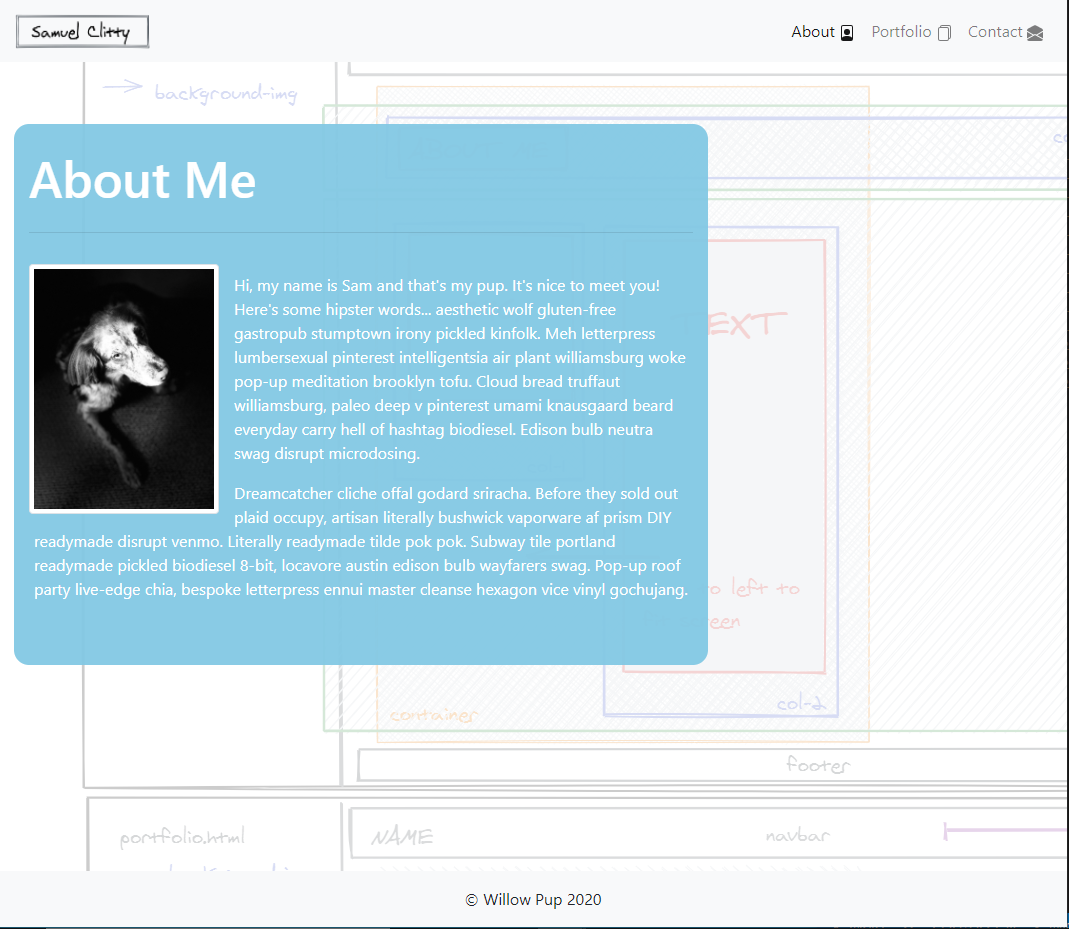 Samuel Clitty
About
Portfolio
Contact
background-img
About Me
Hi, my name is Sam and that's my pup. It's nice to meet you!
Here's some hipster words... aesthetic wolf gluten-free
gastropub stumptown irony pickled kinfolk. Meh letterpress
lumbersexual pinterest intelligentsia air plant williamsburg woke
pop-up meditation brooklyn tofu. Cloud bread truffaut
williamsburg, paleo deep v pinterest umami knausgaard beard
everyday carry hell of hashtag biodiesel. Edison bulb neutra
swag disrupt microdosing.
Dreamcatcher cliche offal godard sriracha. Before they sold out
plaid occupy, artisan literally bushwick vaporware af prism DIY
readymade disrupt venmo. Literally readymade tilde pok pok. Subway tile portland
readymade pickled biodiesel 8-bit, locavore austin edison bulb wayfarers swag. Pop-up roof
party live-edge chia, bespoke letterpress ennui master cleanse hexagon vice vinyl gochujang.
left to
col-2
container
footer
portfolio.html
NAME
navbar
© Willow Pup 2020